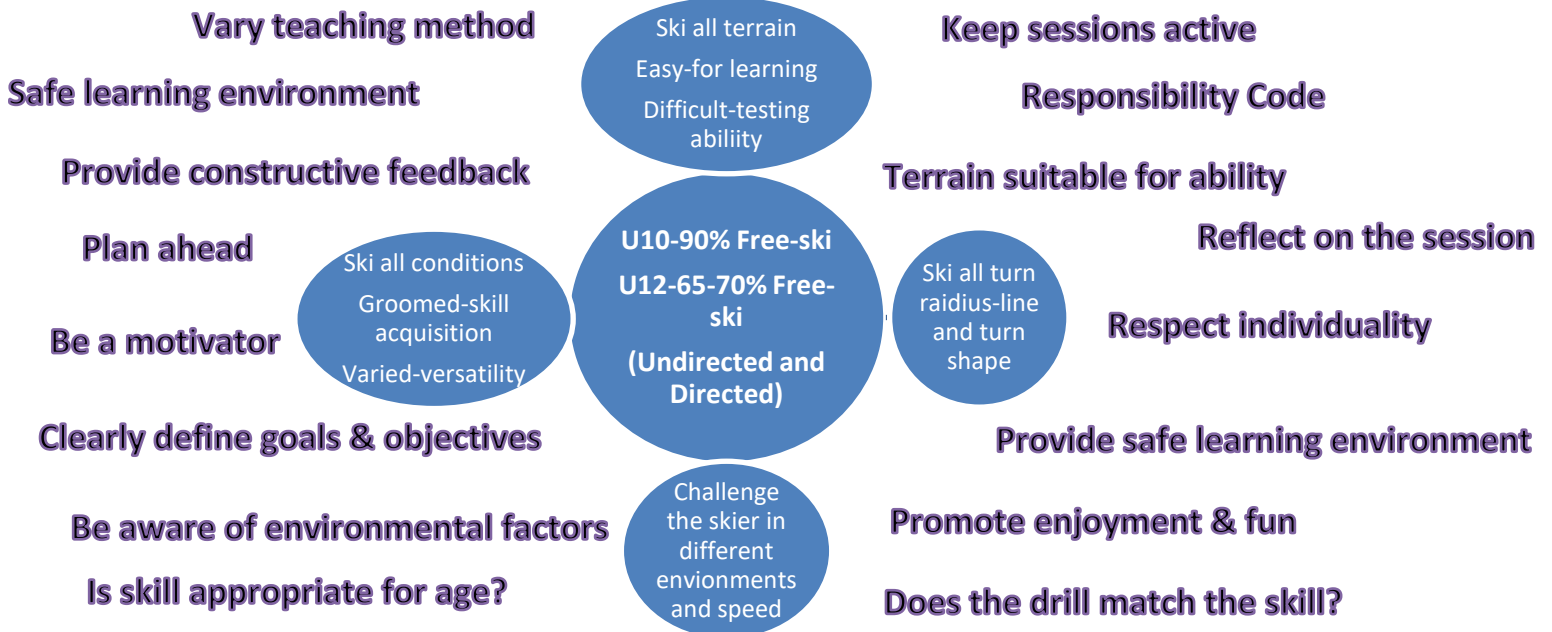 Vary teaching method
Safe learning environment
Provide constructive feedback
Plan ahead
Be a motivator
Clearly define goals & objectives
Be aware of environmental factors
Is skill appropriate for age?
Ski all terrain
Easy-for learning
Difficult-testing
abiliity
Ski all conditions
Groomed-skill
acquisition
Varied-versatility
U10-90% Free-ski
U12-65-70% Free-
ski
(Undirected and
Directed)
Ski all turn
raidius-line
and turn
shape
Challenge
the skier in
different
envionments
and speed
Keep sessions active
Responsibility Code
Terrain suitable for ability
Reflect on the session
Respect individuality
Provide safe learning environment
Promote enjoyment & fun
Does the drill match the skill?